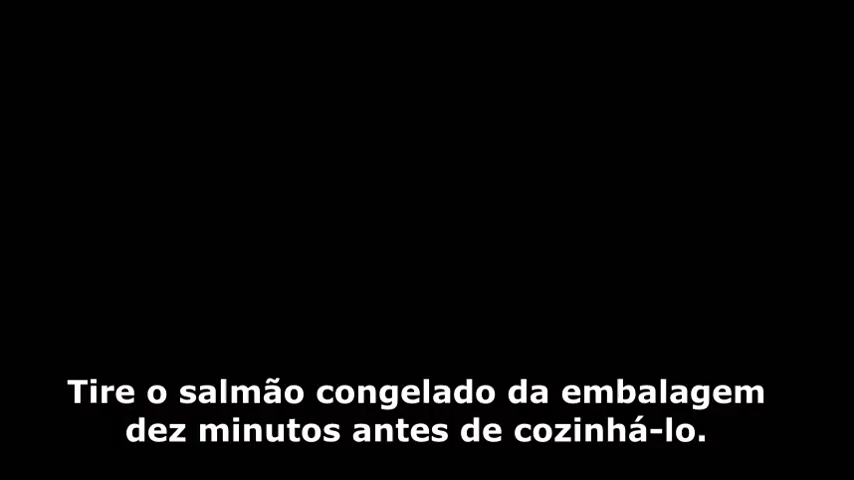 Tire o salmão congelado da embalagem
dez minutos antes de cozinhá-lo.